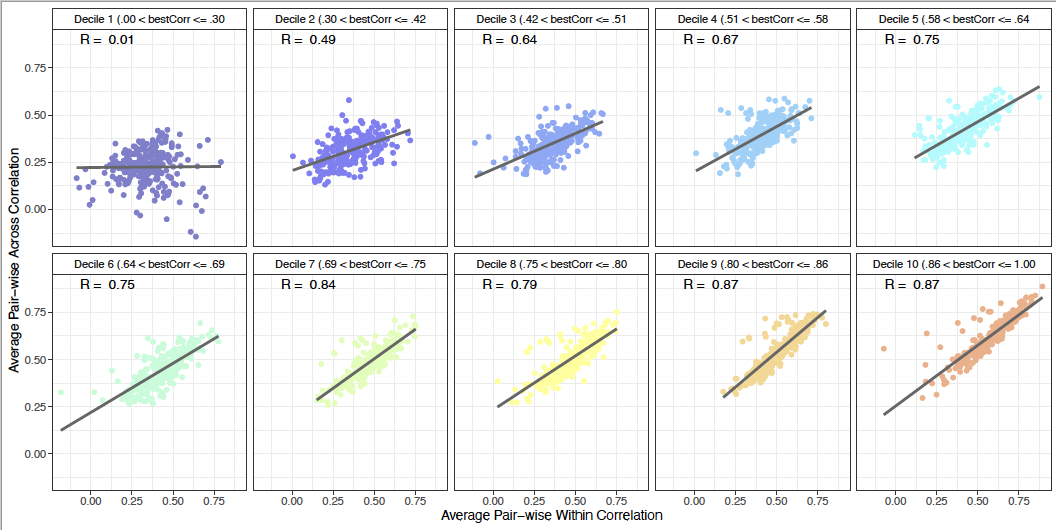 Decile 1 (.00 < bestCorr <= .30
Decile 2 (.30 < bestCorr <= .42
Decile 3 (.42 < bestCorr <= .51
Decile 4 (.51 < bestCorr <= .58
Decile 5 (.58 < bestCorr <= .64
R = 0.01
R = 0.49
R = 0.64
R = 0.67
R = 0.75
0.75
0.50
0.25
0.00
Average Pair-wise Across Correlation
Decile 6 (.64 < bestCorr <= .69
Decile 7 (.69 < bestCorr <= .75
Decile 8 (.75 < bestCorr <= .80
Decile 9 (.80 < bestCorr <= .86
Decile 10 (.86 < bestCorr <= 1.00
R = 0.75
R = 0.84
R = 0.79
R = 0.87
R = 0.87
0.75
0.50
0.25
0.00
0.00 0.25 0.50 0.75
0.00 0.25 0.50 0.75
0.00 0.25 0.50 0.75
0.00 0.25 0.50 0.75
0.00 0.25 0.50 0.75
Average Pair-wise Within Correlation